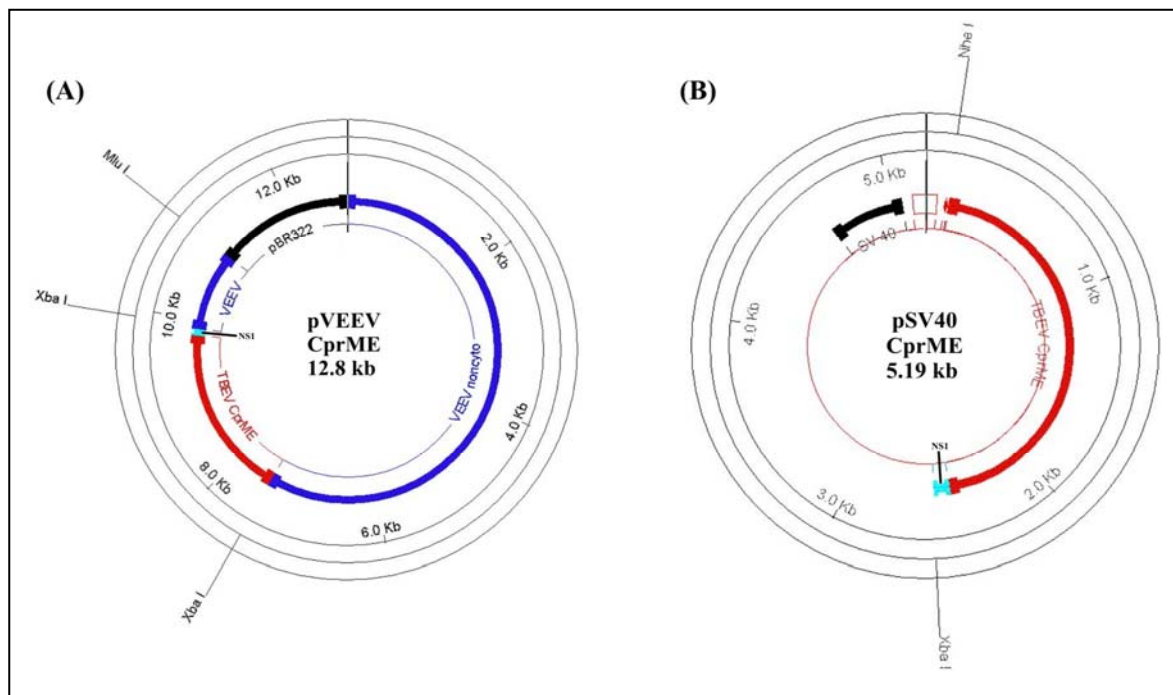 (A)
Mlu I
12.0 Kb
pBR322
2.0 Kb
Xba I
10.0 Kb
VEEV
NS1
pVEEV
CprME
12.8 kb
TBEV CprME
VEEV noncyto
4.0 Kb
8.0 Kb
6.0 Kb
Xba I
(B)
Nhe I
5.0 Kb
SV 40
1.0 Kb
4.0 Kb
pSV40
CprME
5.19 kb
TBEV CprME
NS1
3.0 Kb
2.0 Kb
Xba I